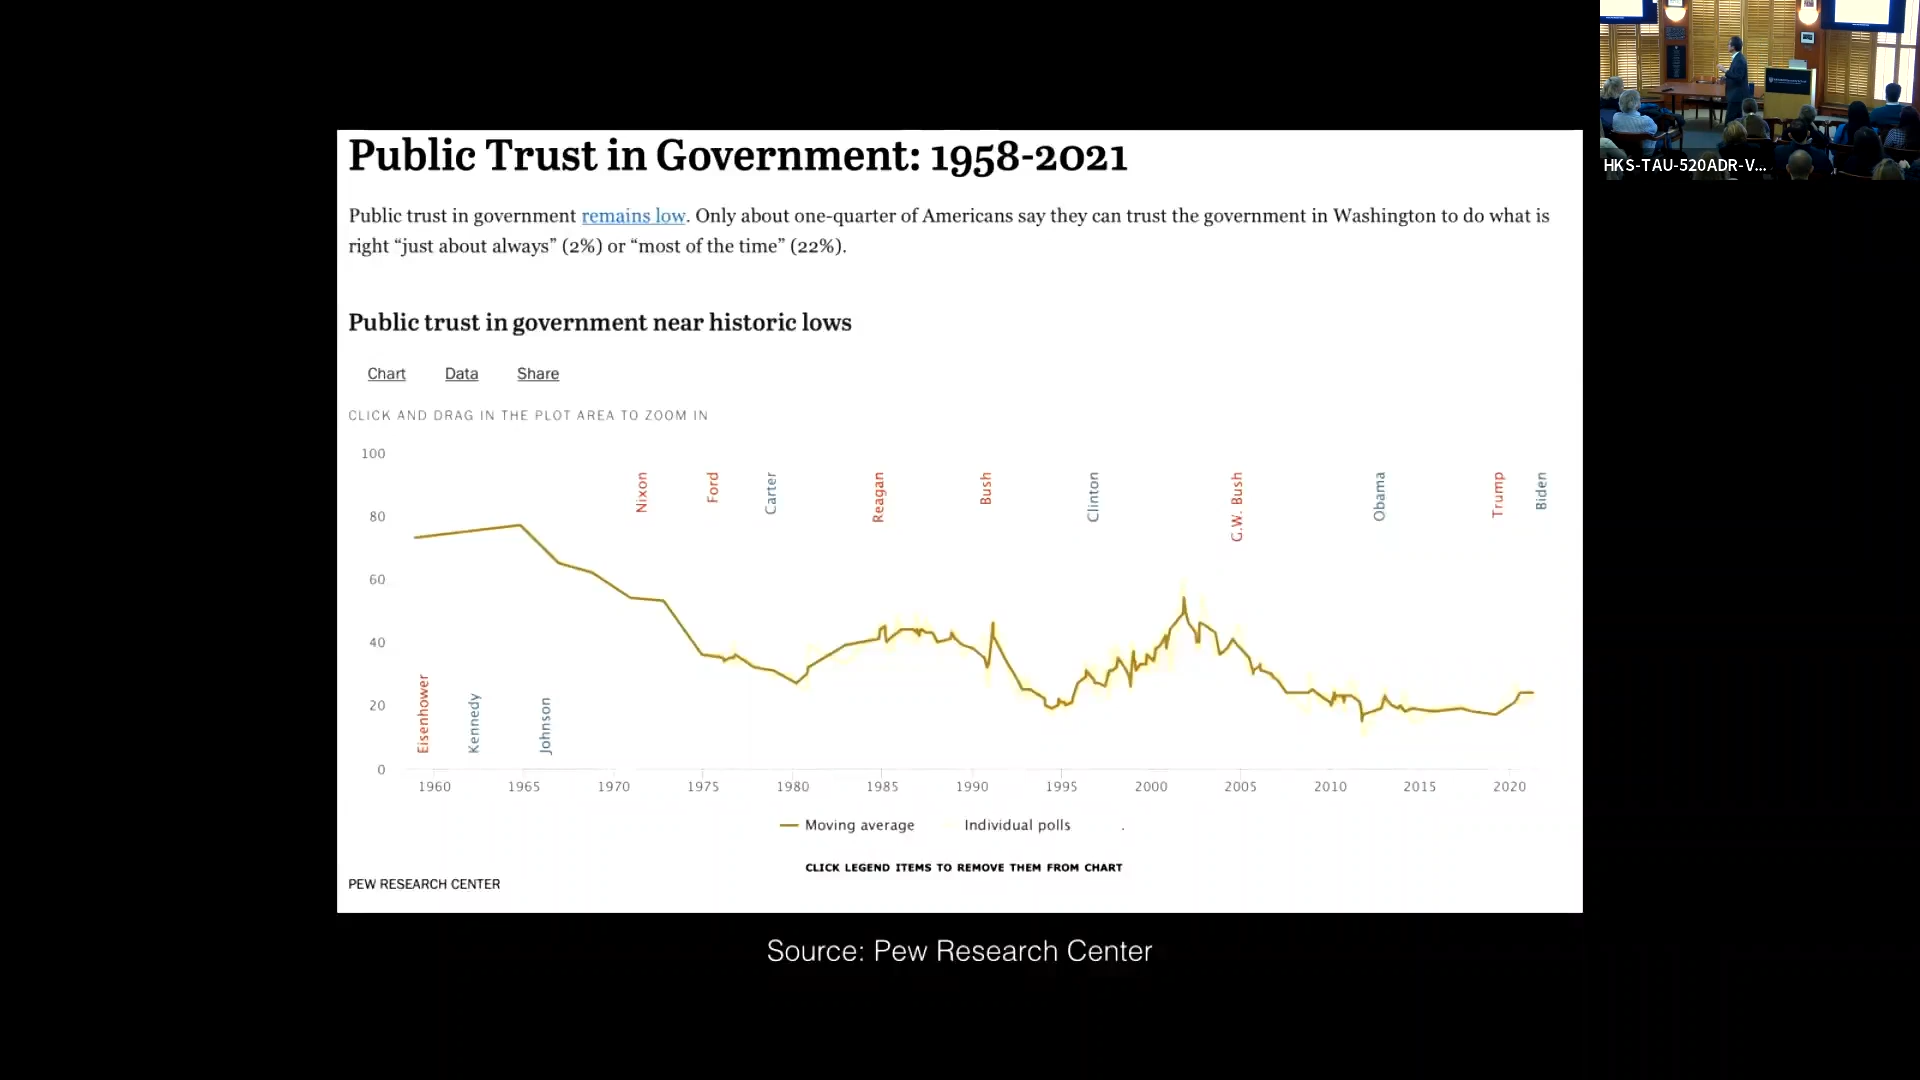 Public Trust in Government: 1958-2021
Public trust in government remains low. Only about one-quarter of Americans say they can trust the government in Washington to do what is
right “just about always” (2%) or “most of the time” (22%).
Public trust in government near historic lows
Chart Data Share
CLICK AND DRAG IN THE PLOT AREA TO ZOOM IN
100
80
60
40
20
0
Eisenhower
Kennedy
Johnson
Nixon
Ford
Carter
Reagan
Bush
Clinton
G.W. Bush
Obama
Trump
Biden
1960 1965 1970 1975 1980 1985 1990 1995 2000 2005 2010 2015 2020
Moving average Individual polls .
CLICK LEGEND ITEMS TO REMOVE THEM FROM CHART
PEW RESEARCH CENTER
Source: Pew Research Center
HKS-TAU-520ADR-V...